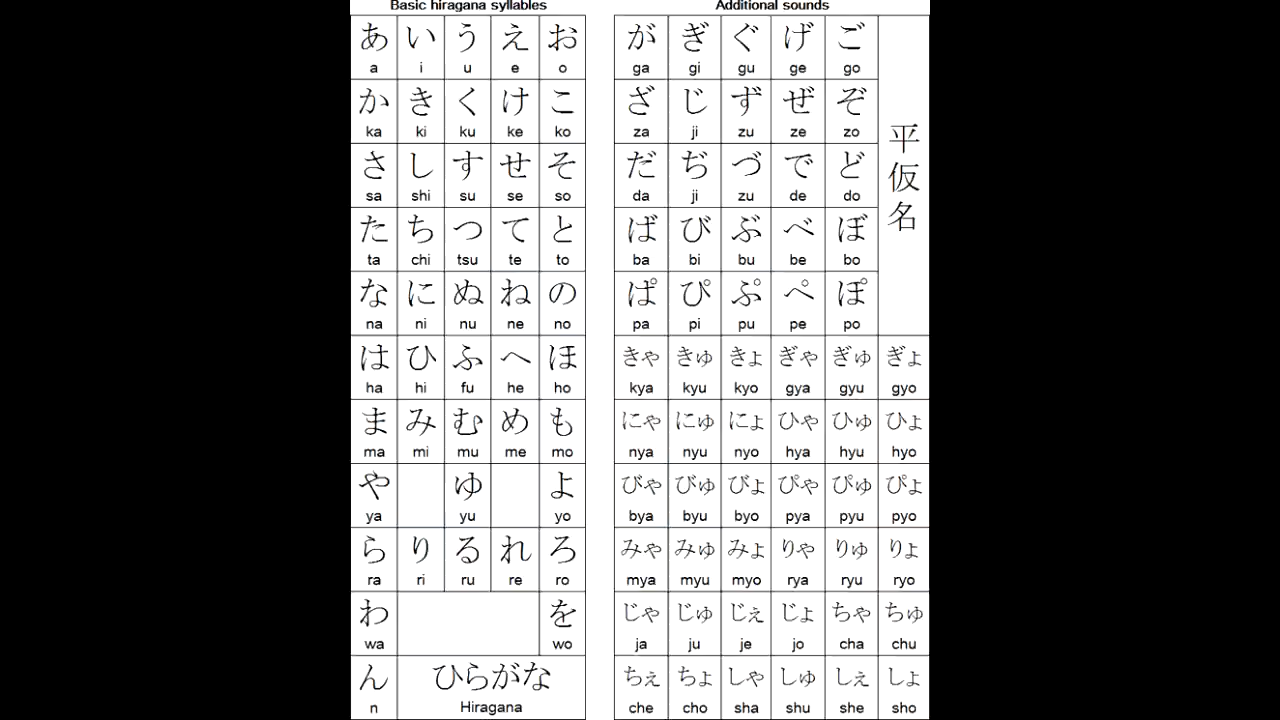 Basic hiragana syllables
あ い う え お
a i u e o
か き く け こ
ka ki ku ke ko
さ し す せ そ
sa shi su se so
た ち つ て と
ta chi tsu te to
な に ぬ ね の
na ni nu ne no
は ひ ふ へ ほ
ha hi fu he ho
ま み む め も
ma mi mu me mo
や ゆ よ
ya yu yo
ら り る れ ろ
ra ri ru re ro
わ を
wa wo
ん ひらがな
n Hiragana
Additional sounds
が ぎ ぐ げ ご
ga gi gu ge go
ざ じ ず ぜ ぞ
za ji zu ze zo
だ ぢ づ で ど
da ji zu de do
ば び ぶ べ ぼ
ba bi bu be bo
ぱ ぴ ぷ ぺ ぽ
pa pi pu pe po
平仮名
きゃ きゅ きょ ぎゃ ぎゅ ぎょ
kya kyu kyo gya gyu gyo
にゃ にゅ にょ ひゃ ひゅ ひょ
nya nyu nyo hya hyu hyo
びゃ びゅ びょ ぴゃ ぴゅ ぴょ
bya byu byo pya pyu pyo
みゃ みゅ みょ りゃ りゅ りょ
mya myu myo rya ryu ryo
じゃ じゅ じぇ じょ ちゃ ちゅ
ja ju je jo cha chu
ちぇ ちょ しゃ しゅ しぇ しょ
che cho sha shu she sho